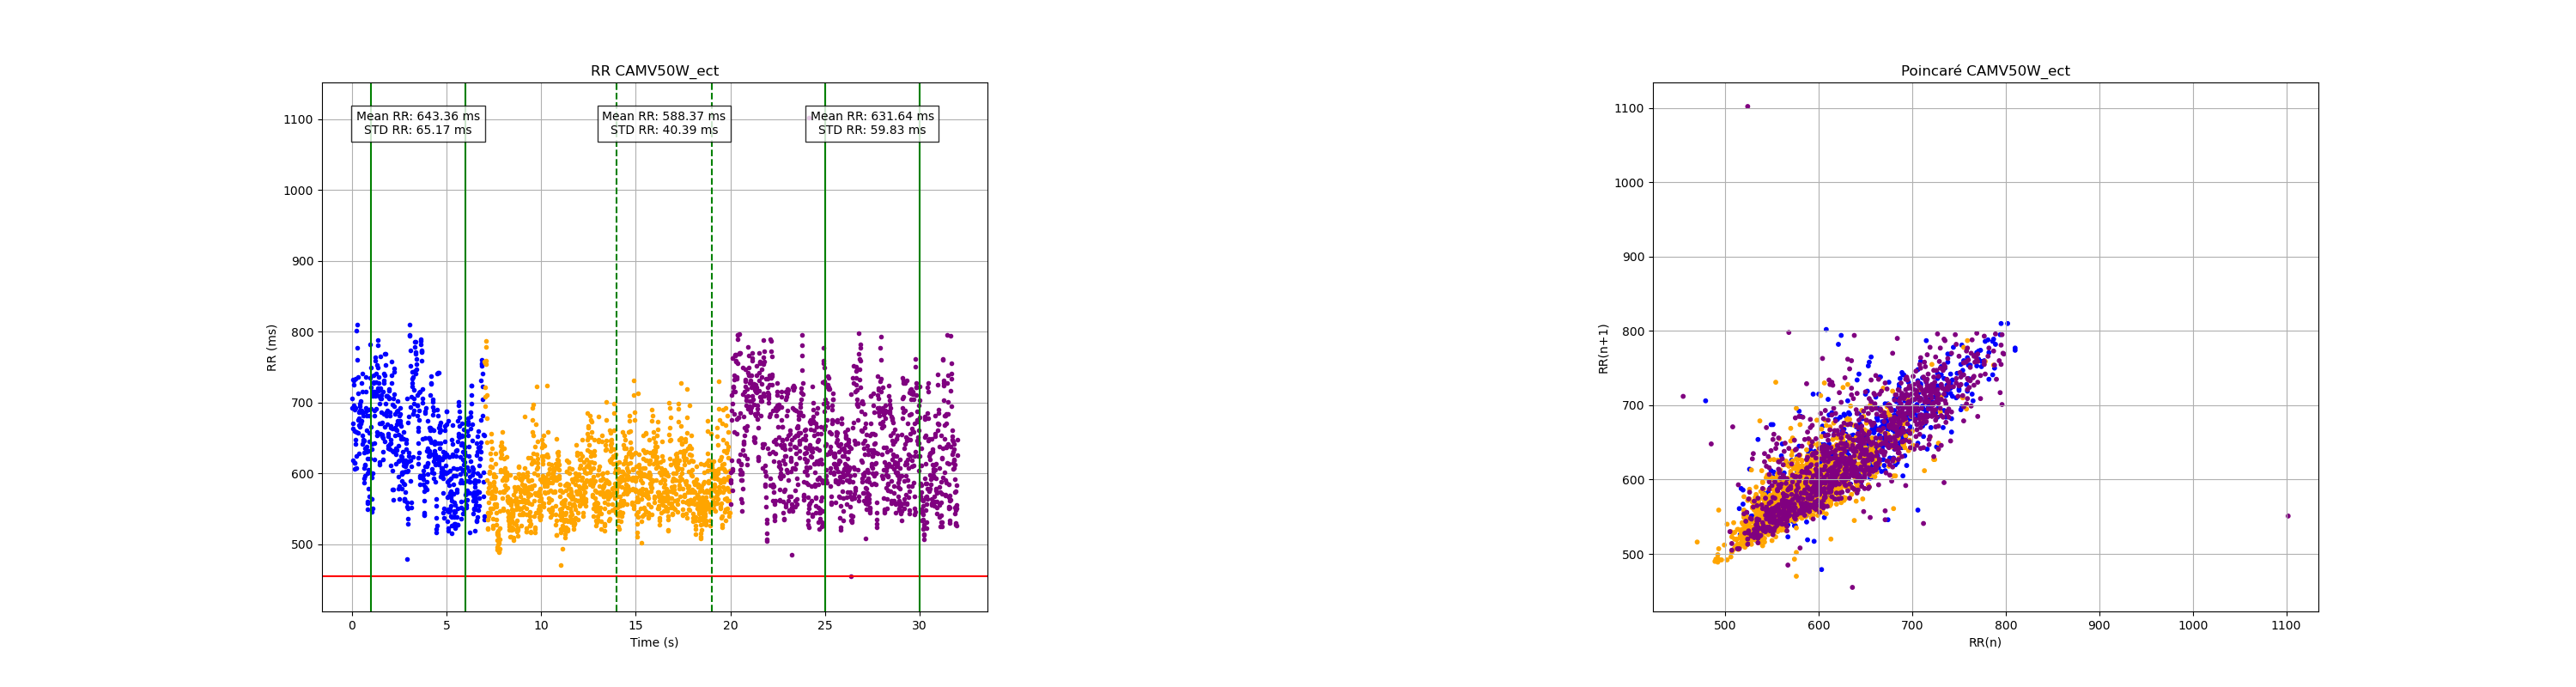 RR CAMV50W_ect
Mean RR: 643.36 ms
STD RR: 65.17 ms
Mean RR: 588.37 ms
STD RR: 40.39 ms
Mean RR: 631.64 ms
STD RR: 59.83 ms
1100
1000
900
800
700
600
500
RR (ms)
0 5 10 15 20 25 30
Time (s)
Poincaré CAMV50W_ect
1100
1000
900
800
700
600
500
RR(n+1)
500 600 700 800 900 1000 1100
RR(n)